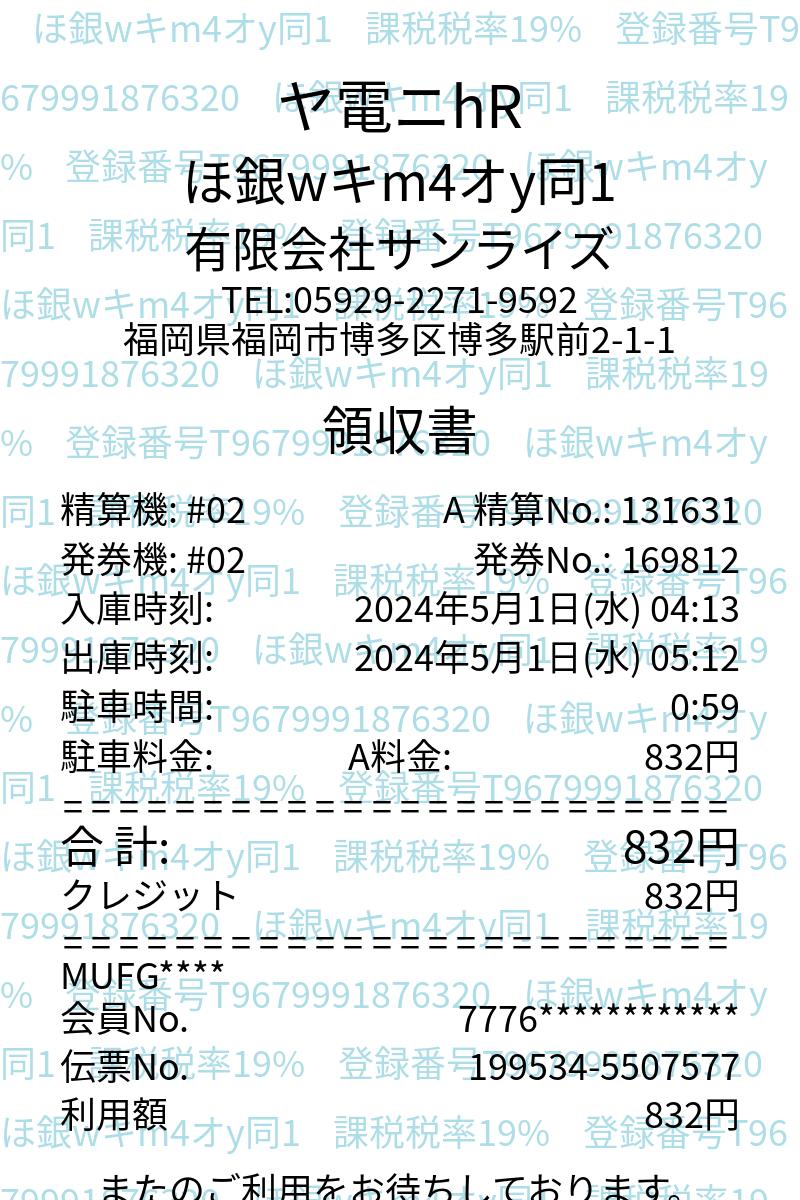 ヤ電ニhR
ほ銀wキm4オy同1
有限会社サンライズ
TEL:05929-2271-9592
福岡県福岡市博多区博多駅前2-1-1
領収書
精算機: #02 A 精算No.: 131631
発券機: #02 発券No.: 169812
入庫時刻: 2024年5月1日(水) 04:13
出庫時刻: 2024年5月1日(水) 05:12
駐車時間: 0:59
駐車料金: A料金: 832円
========================
合 計: 832円
クレジット 832円
========================
MUFG****
会員No. 7776************
伝票No. 199534-5507577
利用額 832円
またのご利用をお待ちしております。
ほ銀wキm4オy同1 課税税率19% 登録番号T9
679991876320 ほ銀wキm4オy同1 課税税率19
% 登録番号T9679991876320 ほ銀wキm4オy
同1 課税税率19% 登録番号T9679991876320
ほ銀wキm4オy同1 課税税率19% 登録番号T96
79991876320 ほ銀wキm4オy同1 課税税率19
% 登録番号T9679991876320 ほ銀wキm4オy
同1 課税税率19% 登録番号T9679991876320
ほ銀wキm4オy同1 課税税率19% 登録番号T96
79991876320 ほ銀wキm4オy同1 課税税率19
% 登録番号T9679991876320 ほ銀wキm4オy
同1 課税税率19% 登録番号T9679991876320
ほ銀wキm4オy同1 課税税率19% 登録番号T96
79991876320 ほ銀wキm4オy同1 課税税率19
% 登録番号T9679991876320 ほ銀wキm4オy
同1 課税税率19% 登録番号T9679991876320
ほ銀wキm4オy同1 課税税率19% 登録番号T96